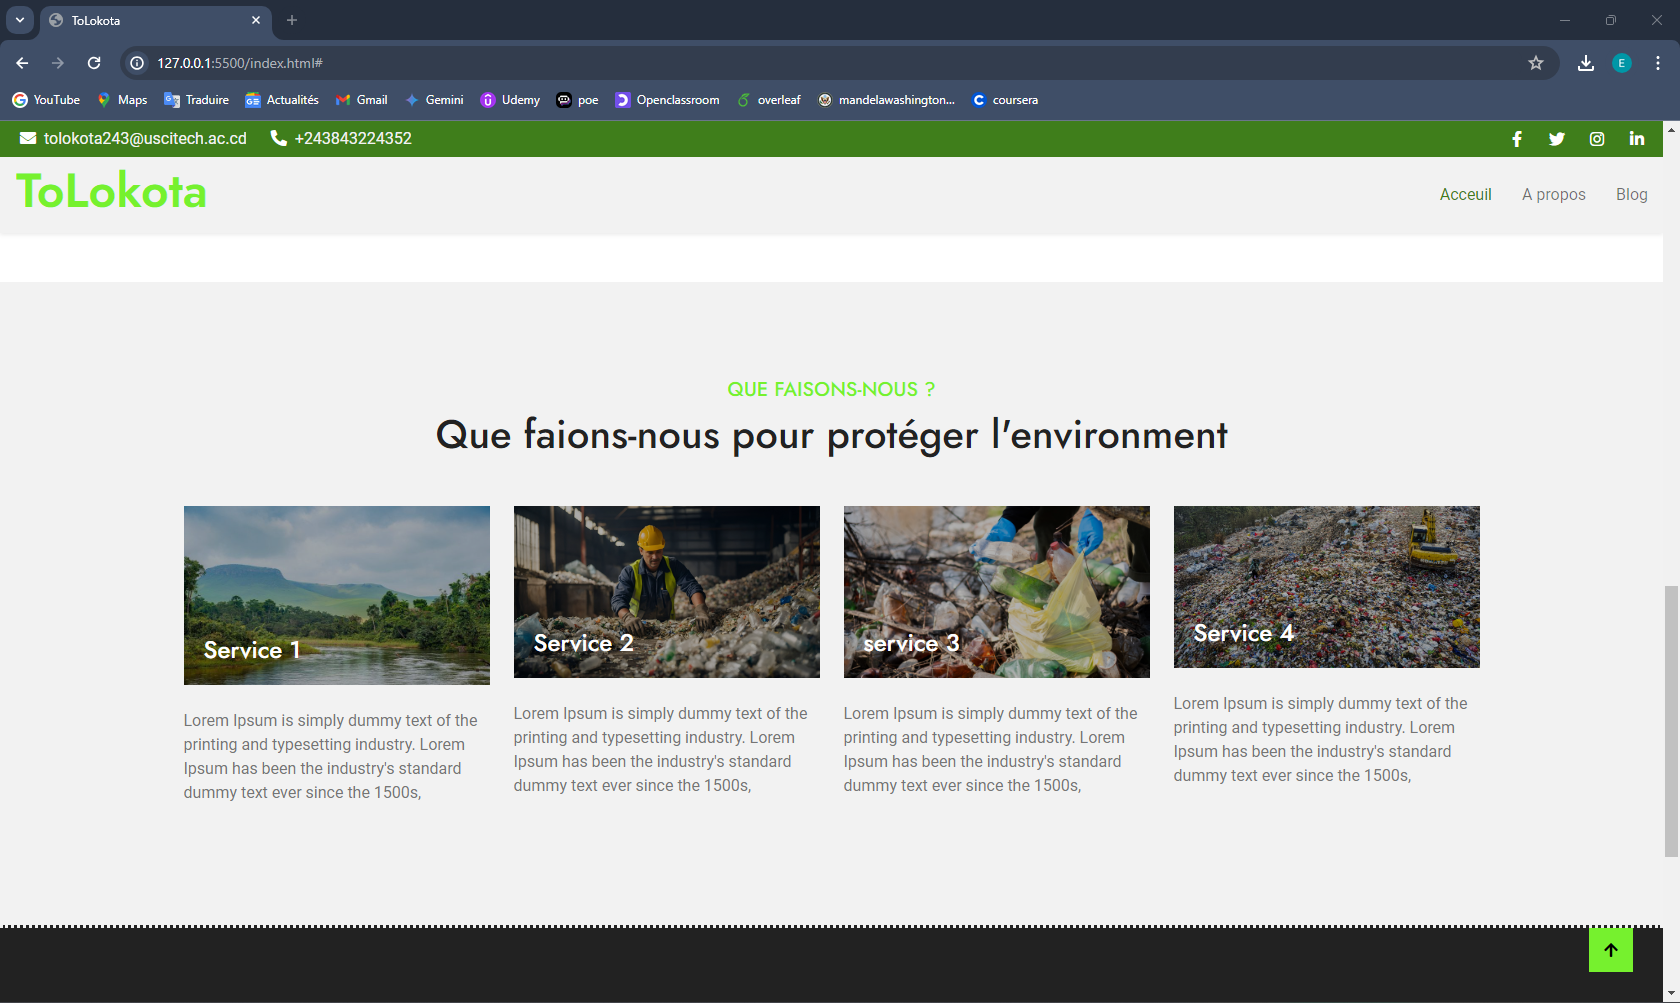 ToLokota
127.0.0.1:5500/index.html#
E
YouTube Maps Traduire Actualités Gmail Gemini Udemy poe Openclassroom overleaf mandelawashington... coursera
tolokota243@uscitech.ac.cd +243843224352
ToLokota
Acceuil A propos Blog
QUE FAISONS-NOUS ?
Que faions-nous pour protéger l'environment
Service 1
Lorem Ipsum is simply dummy text of the
printing and typesetting industry. Lorem
Ipsum has been the industry's standard
dummy text ever since the 1500s,
Service 2
Lorem Ipsum is simply dummy text of the
printing and typesetting industry. Lorem
Ipsum has been the industry's standard
dummy text ever since the 1500s,
service 3
Lorem Ipsum is simply dummy text of the
printing and typesetting industry. Lorem
Ipsum has been the industry's standard
dummy text ever since the 1500s,
Service 4
Lorem Ipsum is simply dummy text of the
printing and typesetting industry. Lorem
Ipsum has been the industry's standard
dummy text ever since the 1500s,